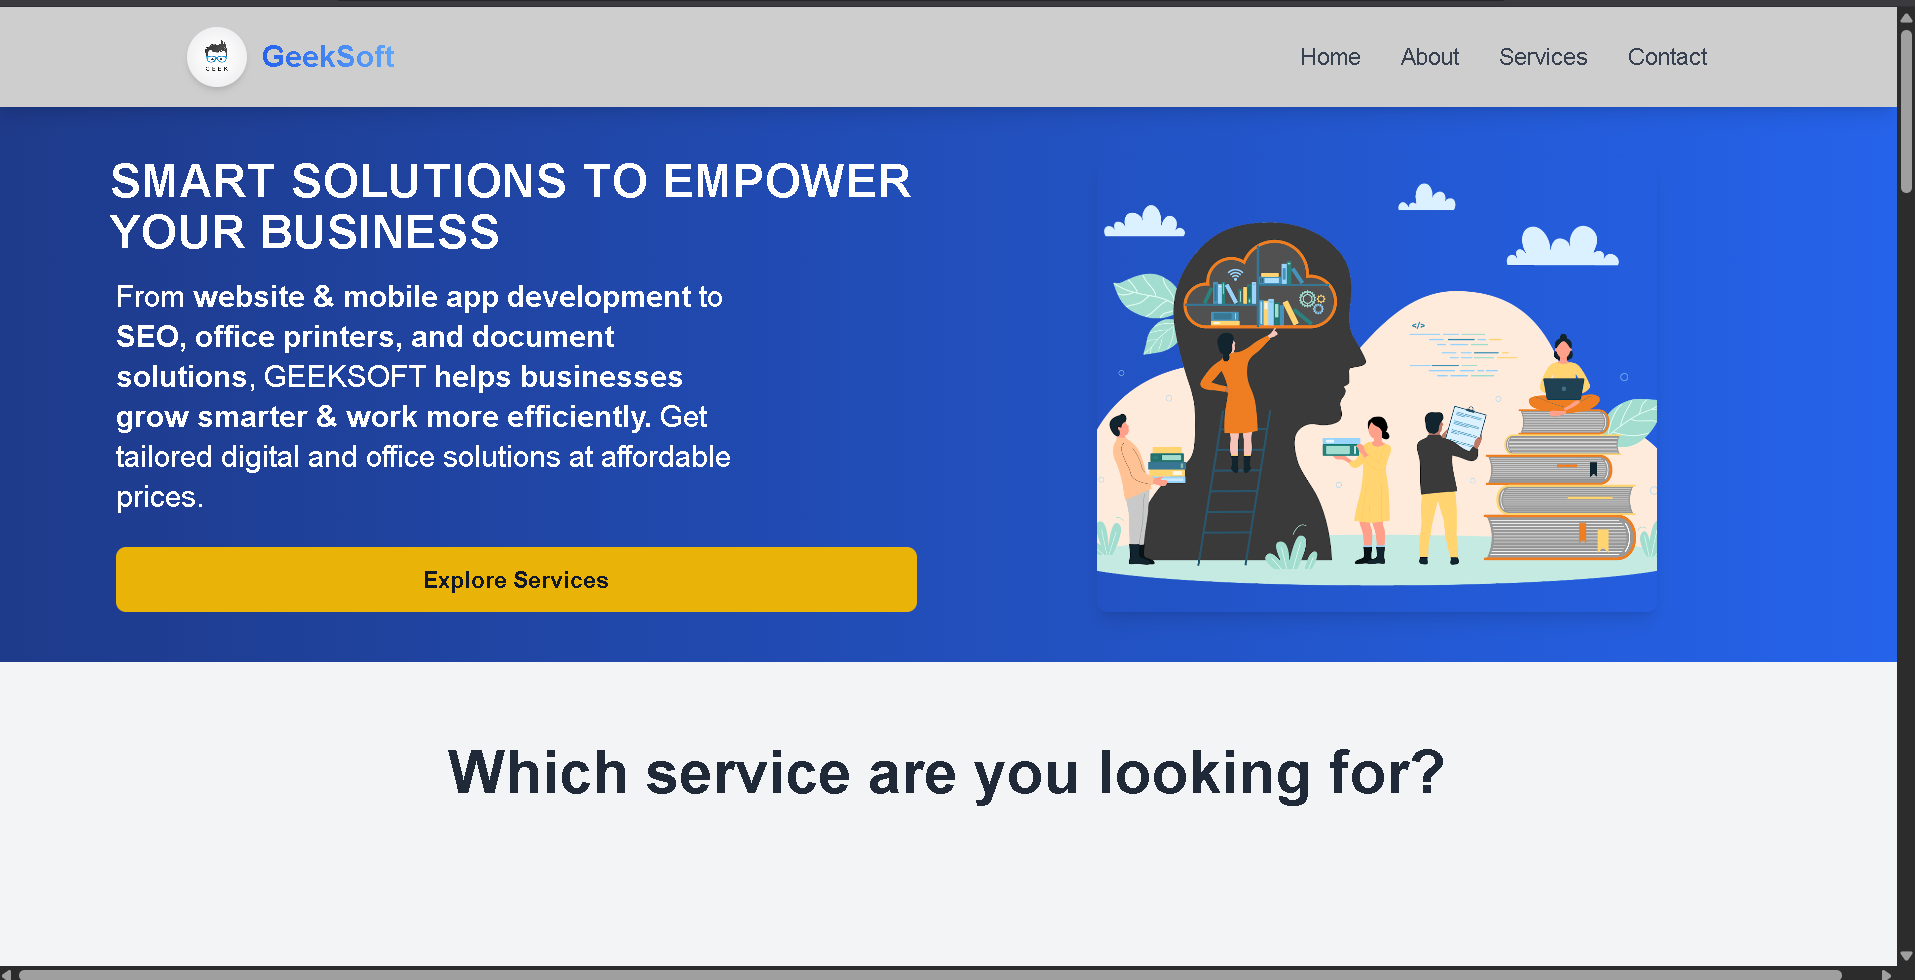 GEEK
GeekSoft
Home
About
Services
Contact
SMART SOLUTIONS TO EMPOWER
YOUR BUSINESS
From website & mobile app development to
SEO, office printers, and document
solutions, GEEKSOFT helps businesses
grow smarter & work more efficiently. Get
tailored digital and office solutions at affordable
prices.
Explore Services
</>
Which service are you looking for?